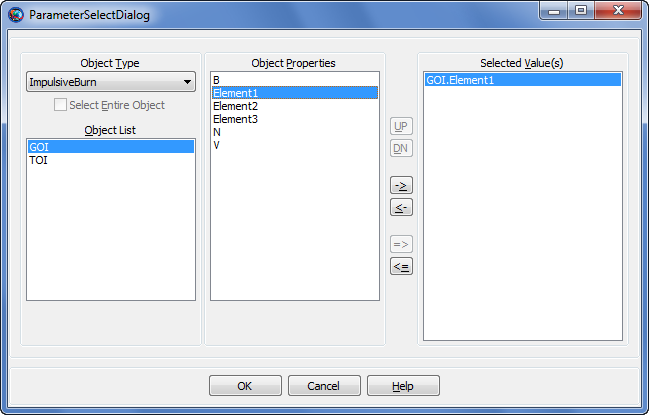 ParameterSelectDialog
Object Type
ImpulsiveBurn
Select Entire Object
Object List
GOI
TOI
Object Properties
B
Element1
Element2
Element3
N
V
UP
DN
->
<-
=>
<=
Selected Value(s)
GOI.Element1
OK
Cancel
Help